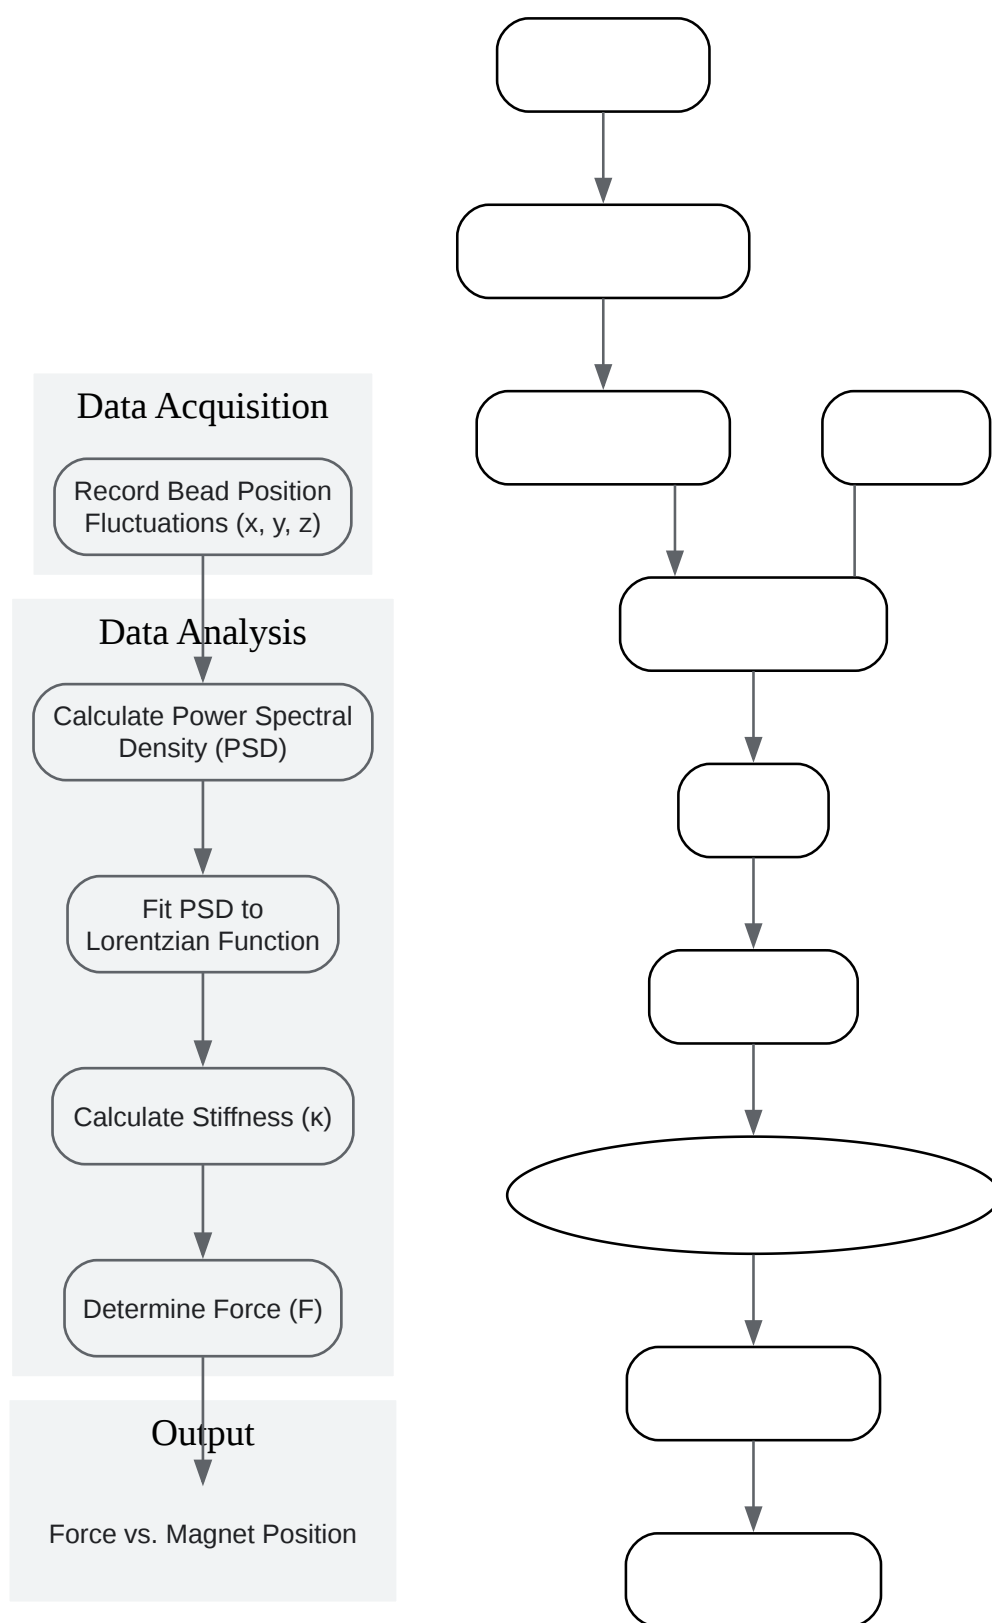 Data Acquisition
Record Bead Position
Fluctuations (x, y, z)
Data Analysis
Calculate Power Spectral
Density (PSD)
Fit PSD to
Lorentzian Function
Calculate Stiffness (κ)
Determine Force (F)
Output
Force vs. Magnet Position